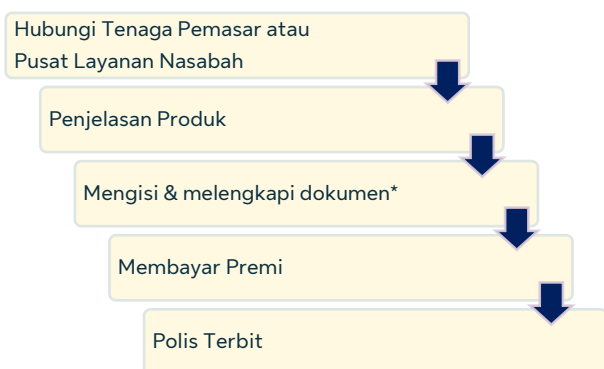 Hubungi Tenaga Pemasar atau
Pusat Layanan Nasabah
Penjelasan Produk
Mengisi & melengkapi dokumen*
Membayar Premi
Polis Terbit